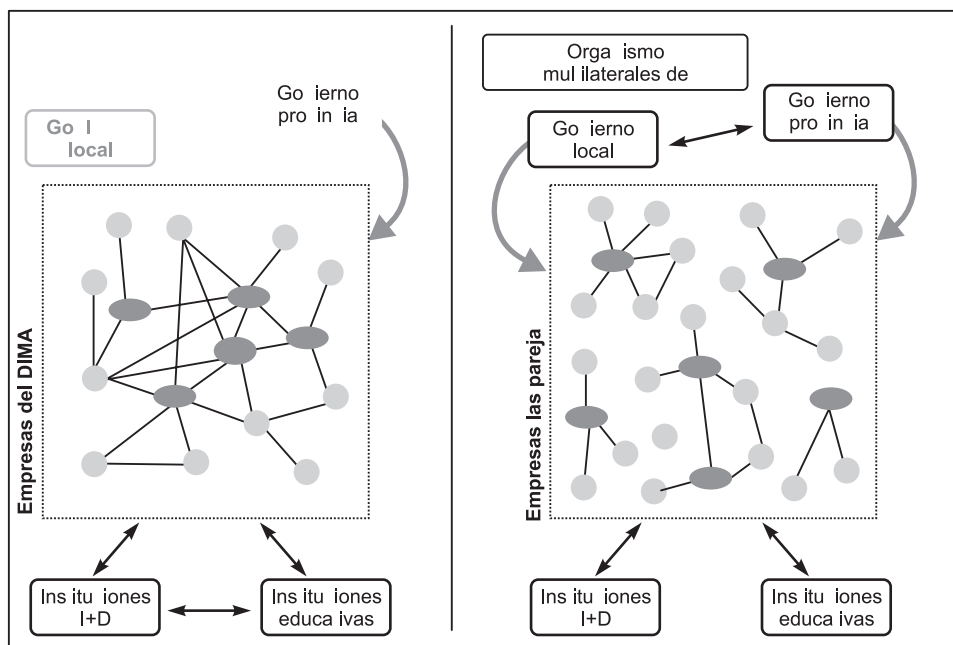 Go ierno
pro in ia
Go l
local
Empresas del DIMA
Ins itu iones
I+D
Ins itu iones
educa ivas
Orga ismo
mul ilaterales de
Go ierno
local
Go ierno
pro in ia
Empresas las pareja
Ins itu iones
I+D
Ins itu iones
educa ivas